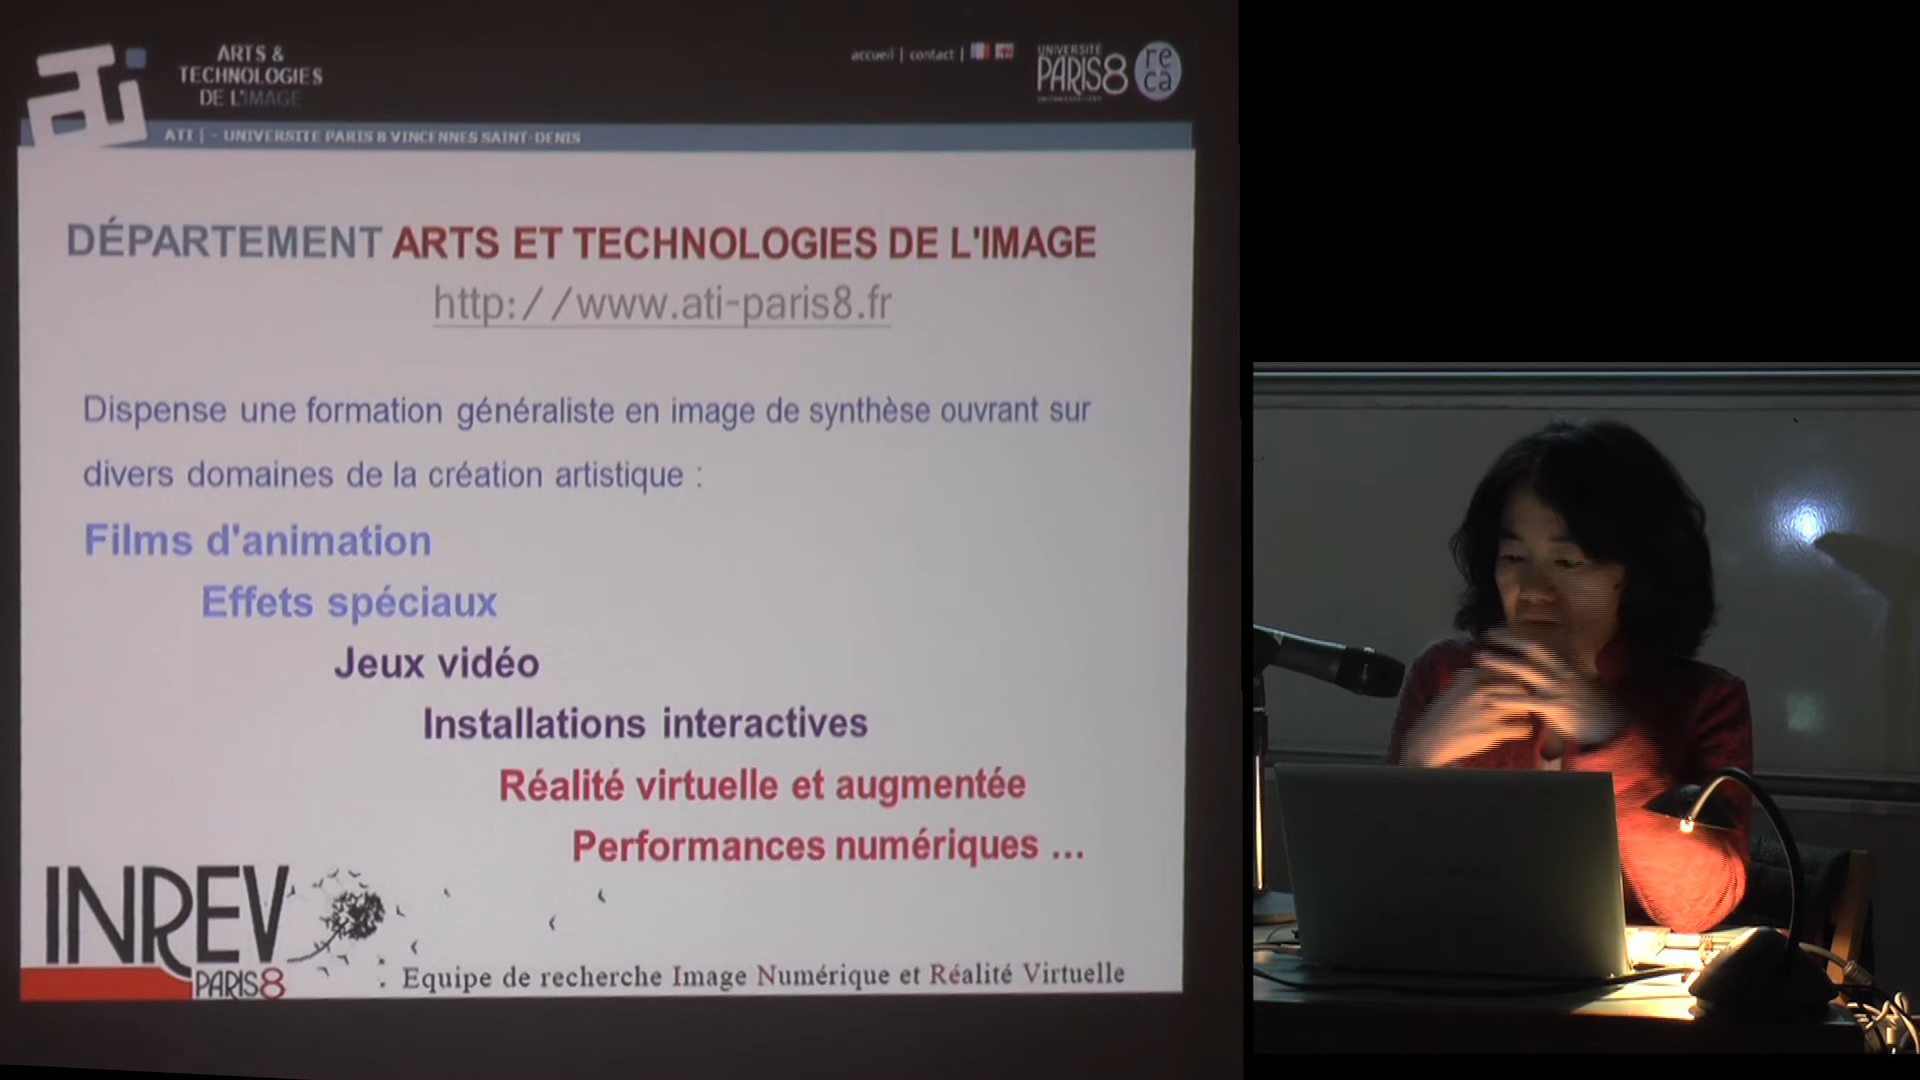 ati
ARTS &
TECHNOLOGIES
DE L'IMAGE
accueil | contact |
UNIVERSITÉ
PARIS8
re
ca
ATI | - UNIVERSITE PARIS 8 VINCENNES SAINT-DENIS
DÉPARTEMENT ARTS ET TECHNOLOGIES DE L'IMAGE
http://www.ati-paris8.fr
Dispense une formation généraliste en image de synthèse ouvrant sur
divers domaines de la création artistique :
Films d'animation
Effets spéciaux
Jeux vidéo
Installations interactives
Réalité virtuelle et augmentée
Performances numériques ...
INREV
PARIS8
Equipe de recherche Image Numérique et Réalité Virtuelle